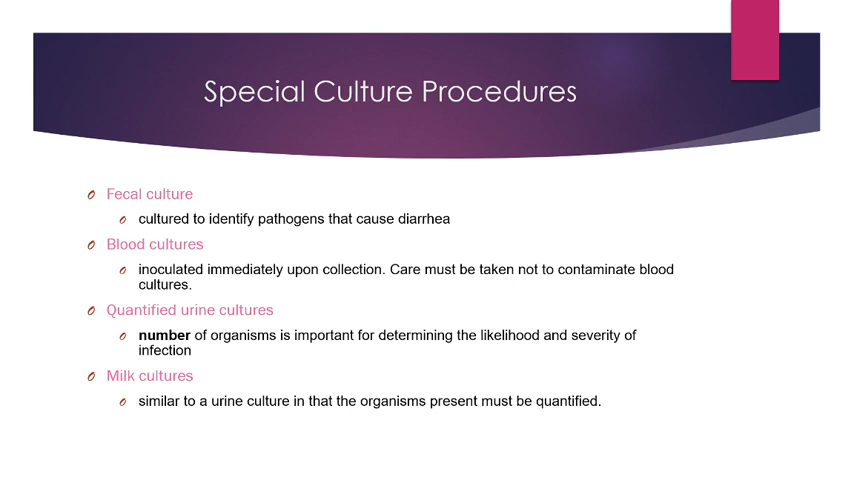 Special Culture Procedures
Fecal culture
cultured to identify pathogens that cause diarrhea
Blood cultures
inoculated immediately upon collection. Care must be taken not to contaminate blood
cultures.
Quantified urine cultures
number of organisms is important for determining the likelihood and severity of
infection
Milk cultures
similar to a urine culture in that the organisms present must be quantified.